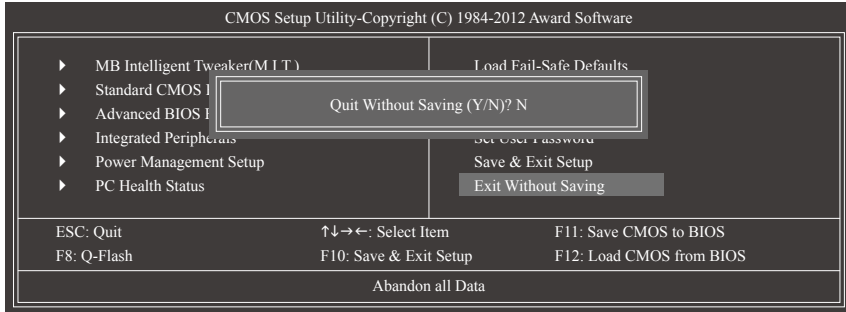 CMOS Setup Utility-Copyright (C) 1984-2012 Award Software
MB Intelligent Tweaker(M.I.T.)
Standard CMOS
Advanced BIOS
Integrated Peripherals
Power Management Setup
PC Health Status
Load Fail-Safe Defaults
Set User Password
Save & Exit Setup
Exit Without Saving
Quit Without Saving (Y/N)? N
ESC: Quit ↑↓→←: Select Item F11: Save CMOS to BIOS
F8: Q-Flash F10: Save & Exit Setup F12: Load CMOS from BIOS
Abandon all Data